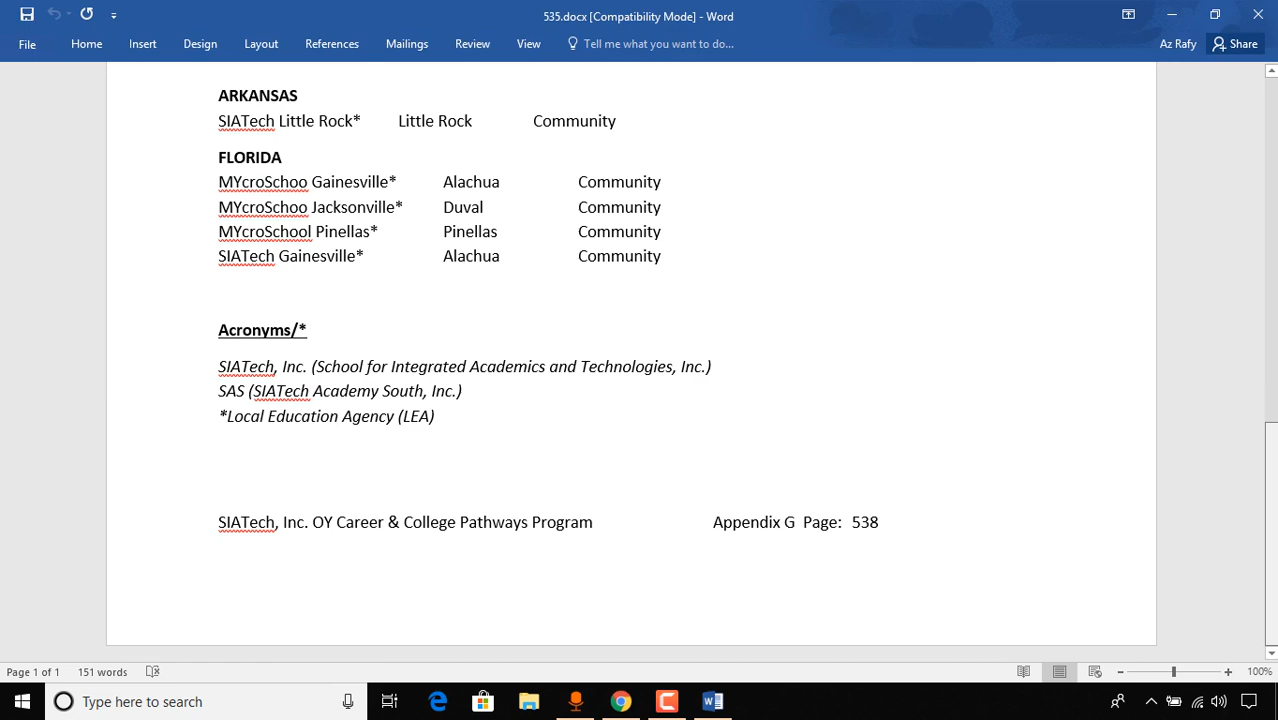 535.docx [Compatibility Mode] - Word
File Home Insert Design Layout References Mailings Review View Tell me what you want to do... Az Rafy Share
ARKANSAS
SIATech Little Rock* Little Rock Community
FLORIDA
MYcroSchoo Gainesville* Alachua Community
MYcroSchoo Jacksonville* Duval Community
MYcroSchool Pinellas* Pinellas Community
SIATech Gainesville* Alachua Community
Acronyms/*
SIATech, Inc. (School for Integrated Academics and Technologies, Inc.)
SAS (SIATech Academy South, Inc.)
*Local Education Agency (LEA)
SIATech, Inc. OY Career & College Pathways Program Appendix G Page: 538
Page 1 of 1 151 words 100%
Type here to search